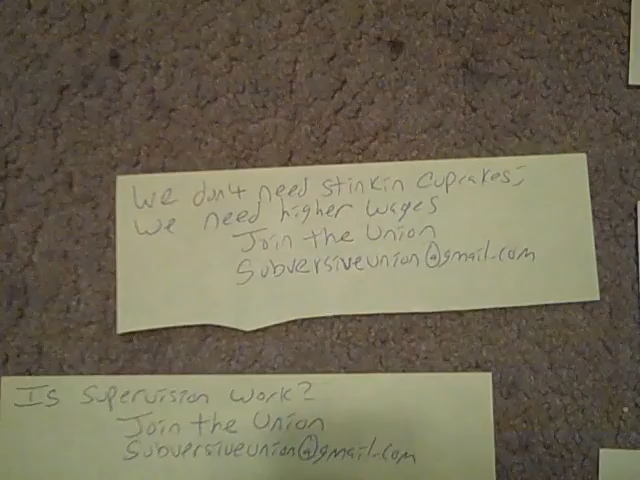 We don't need stinkin cupcakes;
We need higher wages
Join the Union
Subversiveunion@gmail.com
Is Supervision Work?
Join the Union
Subversiveunion@gmail.com